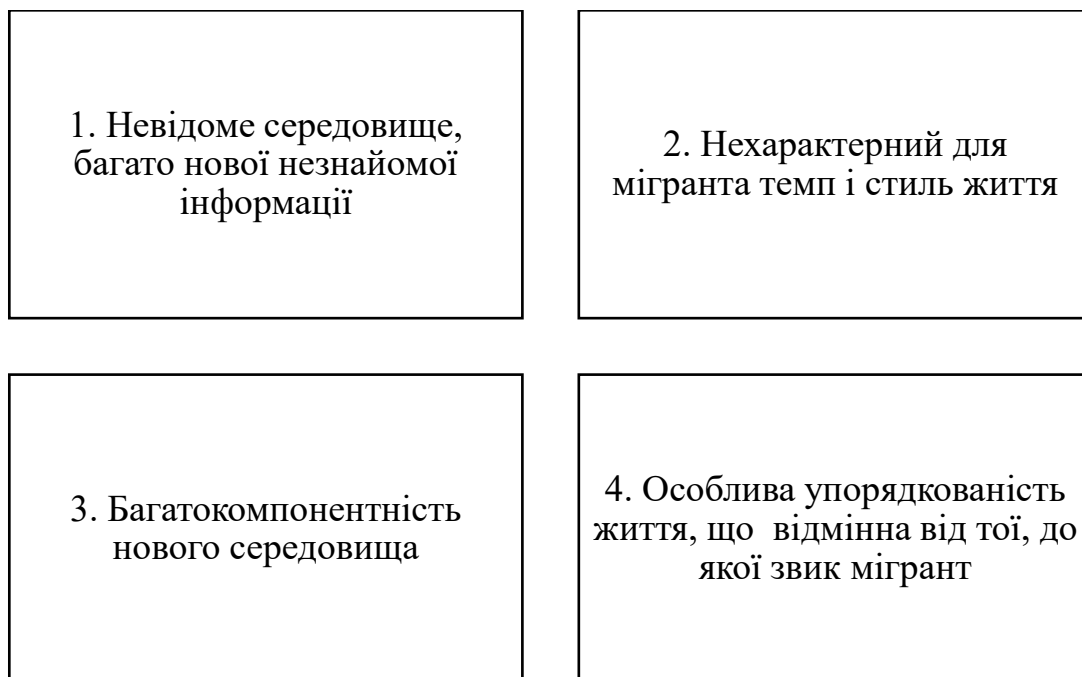 1. Невідоме середовище,
багато нової незнайомої
інформації
2. Нехарактерний для
мігранта темп і стиль життя
3. Багатокомпонентність
нового середовища
4. Особлива упорядкованість
життя, що  відмінна від тої, до
якої звик мігрант